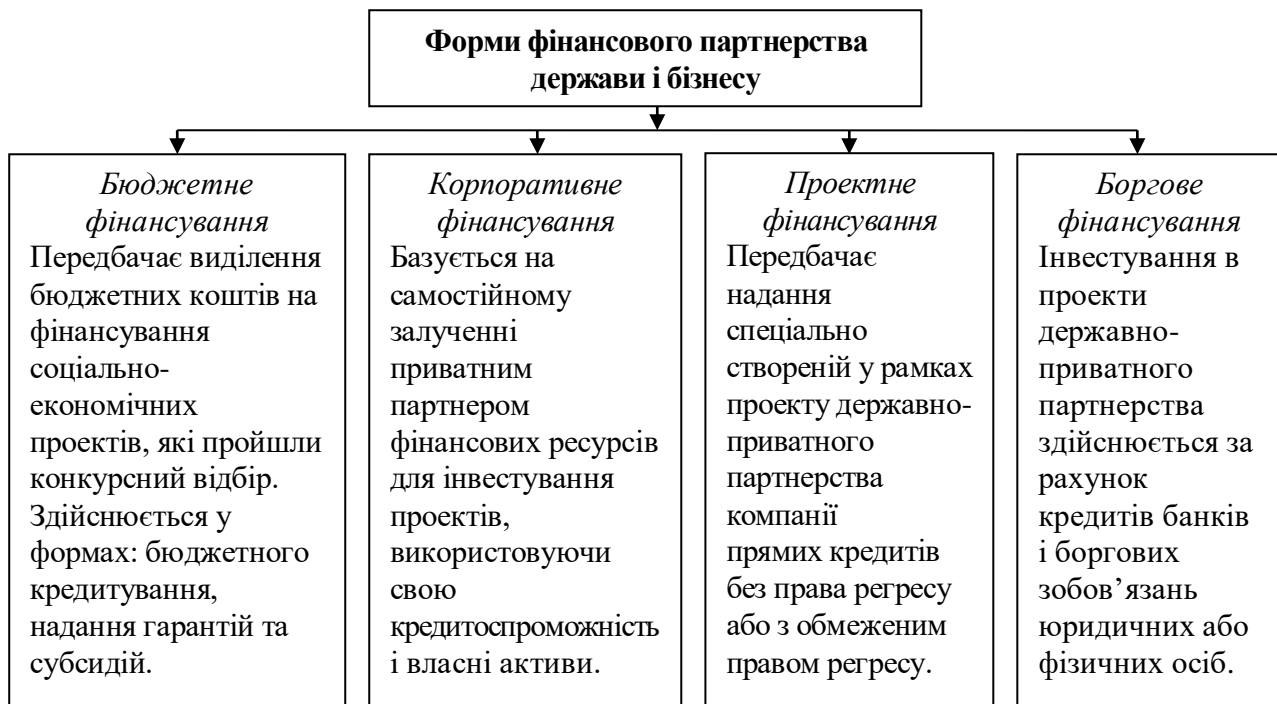 Форми фінансового партнерства
держави і бізнесу
Бюджетне
фінансування
Передбачає виділення
бюджетних коштів на
фінансування
соціально-
економічних
проектів, які пройшли
конкурсний відбір.
Здійснюється у
формах: бюджетного
кредитування,
надання гарантій та
субсидій.
Корпоративне
фінансування
Базується на
самостійному
залученні
приватним
партнером
фінансових ресурсів
для інвестування
проектів,
використовуючи
свою
кредитоспроможність
і власні активи.
Проектне
фінансування
Передбачає
надання
спеціально
створеній у рамках
проекту державно-
приватного
партнерства
компанії
прямих кредитів
без права регресу
або з обмеженим
правом регресу.
Боргове
фінансування
Інвестування в
проекти
державно-
приватного
партнерства
здійснюється за
рахунок
кредитів банків
і боргових
зобов’язань
юридичних або
фізичних осіб.